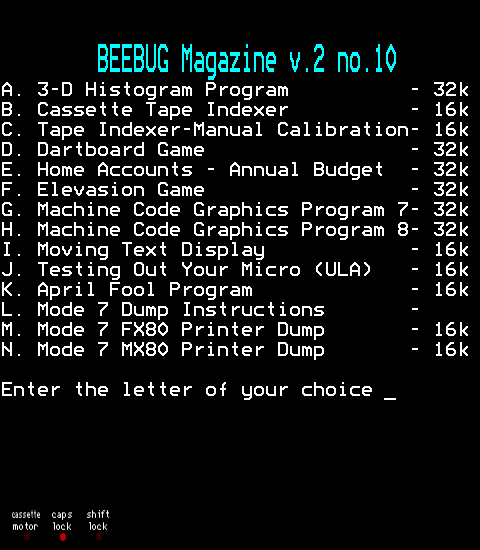 BEEBUG Magazine v.2 no.10
A. 3-D Histogram Program - 32k
B. Cassette Tape Indexer - 16k
C. Tape Indexer-Manual Calibration- 16k
D. Dartboard Game - 32k
E. Home Accounts - Annual Budget - 32k
F. Elevasion Game - 32k
G. Machine Code Graphics Program 7- 32k
H. Machine Code Graphics Program 8- 32k
I. Moving Text Display - 16k
J. Testing Out Your Micro (ULA) - 16k
K. April Fool Program - 16k
L. Mode 7 Dump Instructions -
M. Mode 7 FX80 Printer Dump - 16k
N. Mode 7 MX80 Printer Dump - 16k
Enter the letter of your choice _
cassette motor
caps lock
shift lock